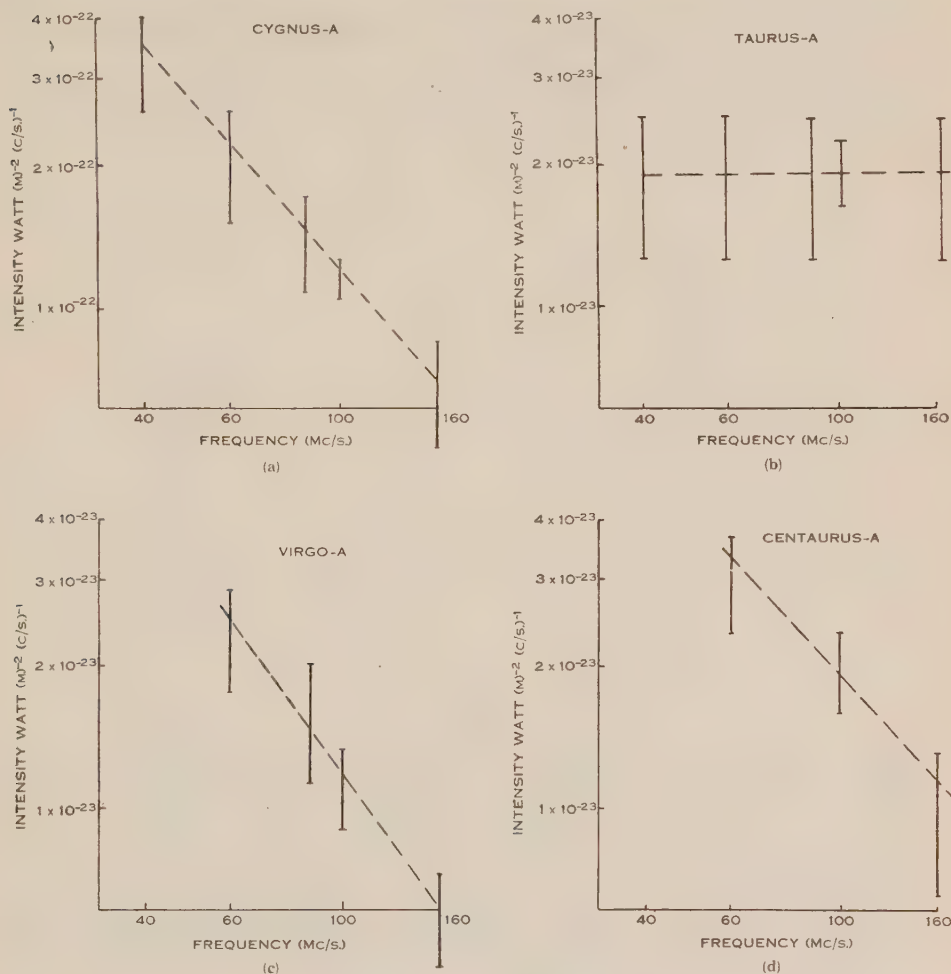 CYGNUS-A
4 × 10-22
3 × 10-22
2 × 10-22
1 × 10-22
INTENSITY WATT (M)-2 (C/S.)-1
40 60 100 160
FREQUENCY (MC/S.)
(a)
TAURUS-A
4 × 10-23
3 × 10-23
2 × 10-23
1 × 10-23
INTENSITY WATT (M)-2 (C/S)-1
40 60 100 160
FREQUENCY (MC/S.)
(b)
VIRGO-A
4 × 10-23
3 × 10-23
2 × 10-23
1 × 10-23
INTENSITY WATT (M)-2 (C/S.)-1
40 60 100 160
FREQUENCY (MC/S.)
(c)
CENTAURUS-A
4 × 10-23
3 × 10-23
2 × 10-23
1 × 10-23
INTENSITY WATT (M)-2 (C/S.)-1
40 60 100 160
FREQUENCY (MC/S.)
(d)